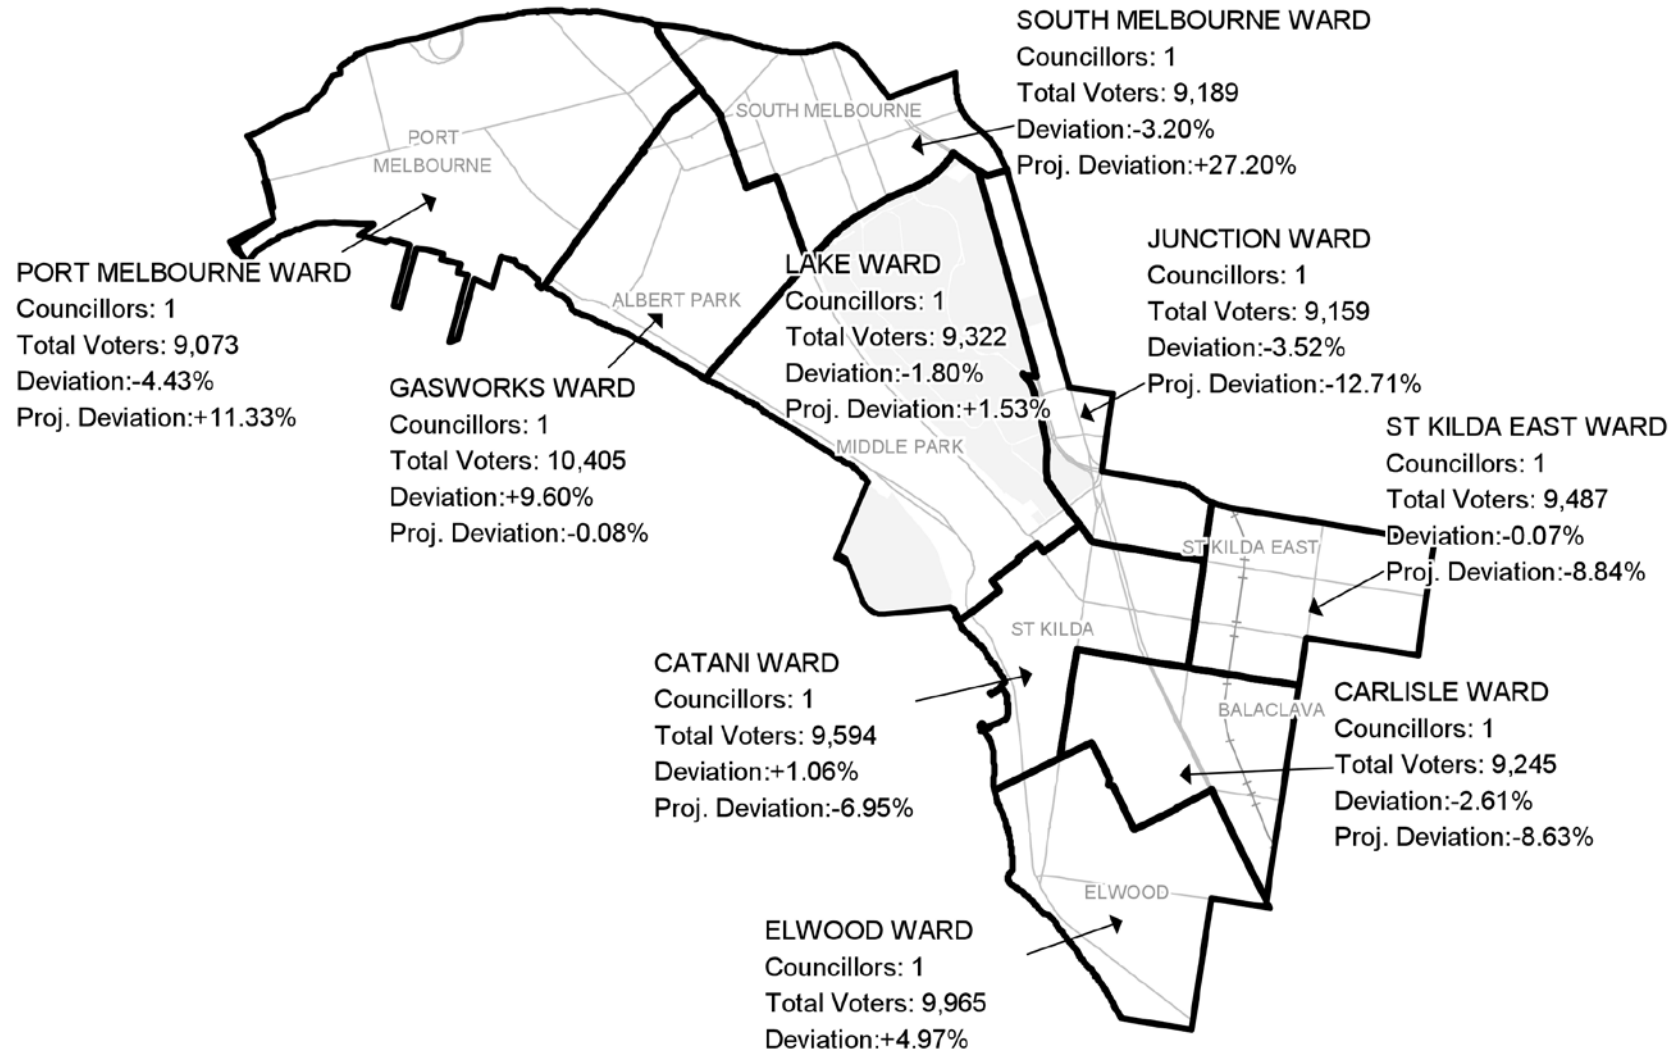 SOUTH MELBOURNE WARD
Councillors: 1
Total Voters: 9,189
Deviation:-3.20%
Proj. Deviation:+27.20%
SOUTH MELBOURNE
PORT
MELBOURNE
PORT MELBOURNE WARD
Councillors: 1
Total Voters: 9,073
Deviation:-4.43%
Proj. Deviation:+11.33%
ALBERT PARK
GASWORKS WARD
Councillors: 1
Total Voters: 10,405
Deviation:+9.60%
Proj. Deviation:-0.08%
LAKE WARD
Councillors: 1
Total Voters: 9,322
Deviation:-1.80%
Proj. Deviation:+1.53%
MIDDLE PARK
JUNCTION WARD
Councillors: 1
Total Voters: 9,159
Deviation:-3.52%
Proj. Deviation:-12.71%
ST KILDA EAST WARD
Councillors: 1
Total Voters: 9,487
Deviation:-0.07%
Proj. Deviation:-8.84%
ST KILDA EAST
ST KILDA
CATANI WARD
Councillors: 1
Total Voters: 9,594
Deviation:+1.06%
Proj. Deviation:-6.95%
BALACLAVA
CARLISLE WARD
Councillors: 1
Total Voters: 9,245
Deviation:-2.61%
Proj. Deviation:-8.63%
ELWOOD
ELWOOD WARD
Councillors: 1
Total Voters: 9,965
Deviation:+4.97%